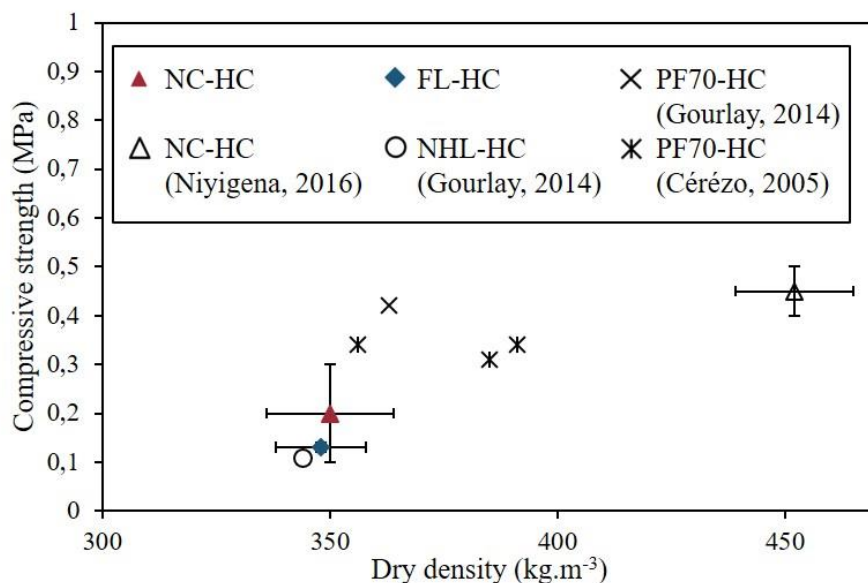 1
0,9
0,8
0,7
0,6
0,5
0,4
0,3
0,2
0,1
0
Compressive strength (MPa)
NC-HC
FL-HC
PF70-HC
(Gourlay, 2014)
NC-HC
(Niyigena, 2016)
NHL-HC
(Gourlay, 2014)
PF70-HC
(Cérézo, 2005)
300
350
400
450
Dry density (kg.m⁻³)